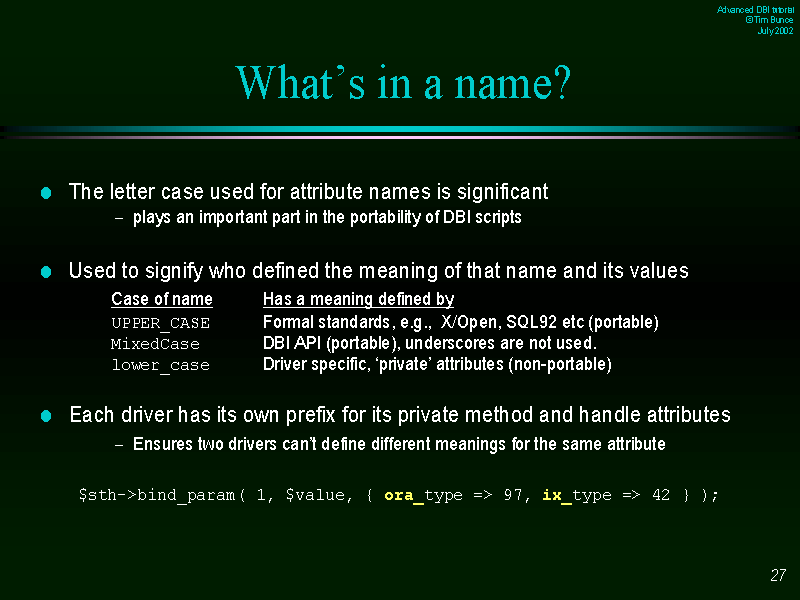 Advanced DBI tutorial
©Tim Bunce
July 2002
What’s in a name?
The letter case used for attribute names is significant
– plays an important part in the portability of DBI scripts
Used to signify who defined the meaning of that name and its values
Case of name Has a meaning defined by
UPPER_CASE Formal standards, e.g., X/Open, SQL92 etc (portable)
MixedCase DBI API (portable), underscores are not used.
lower_case Driver specific, ‘private’ attributes (non-portable)
Each driver has its own prefix for its private method and handle attributes
– Ensures two drivers can’t define different meanings for the same attribute
$sth->bind_param( 1, $value, { ora_type => 97, ix_type => 42 } );
27